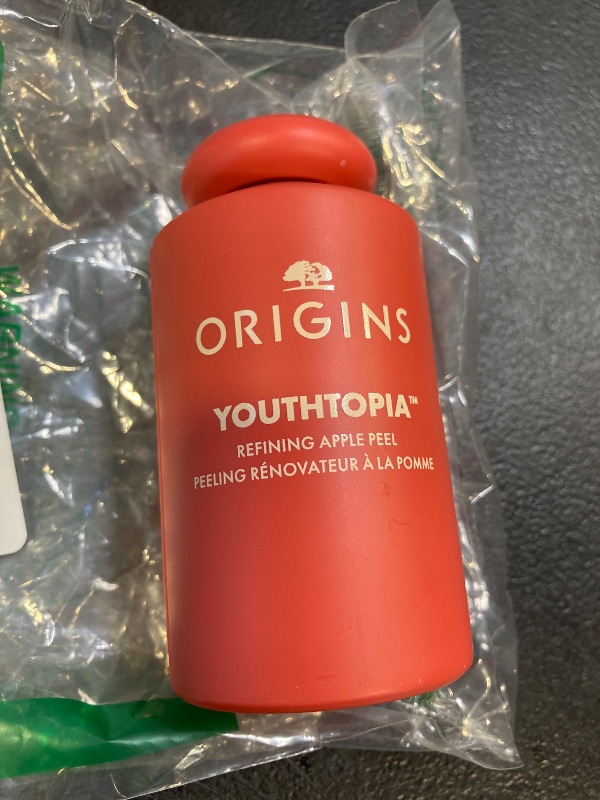 ORIGINS
YOUTHTOPIA™
REFINING APPLE PEEL
PEELING RÉNOVATEUR À LA POMME